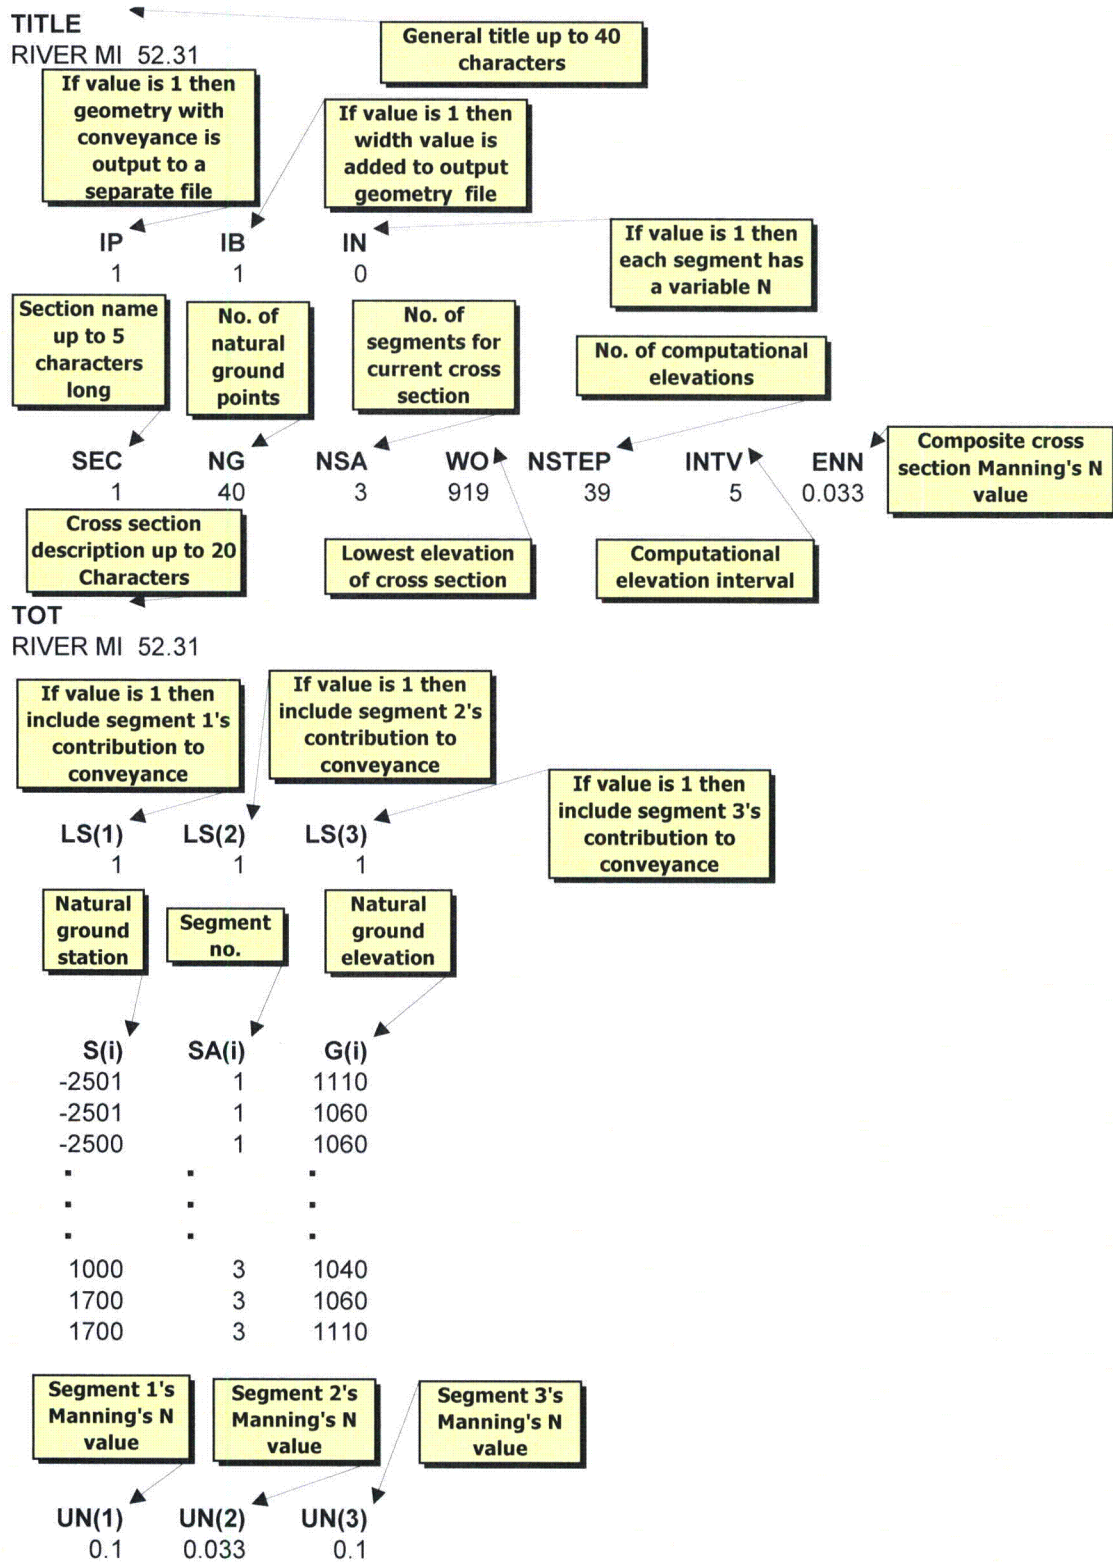 TITLE
RIVER MI 52.31
General title up to 40
characters
If value is 1 then
geometry with
conveyance is
output to a
separate file
If value is 1 then
width value is
added to output
geometry file
IP IB IN
1 1 0
If value is 1 then
each segment has
a variable N
Section name
up to 5
characters
long
No. of
natural
ground
points
No. of
segments for
current cross
section
No. of computational
elevations
SEC NG NSA WO NSTEP INTV ENN
1 40 3 919 39 5 0.033
Composite cross
section Manning's N
value
Cross section
description up to 20
Characters
Lowest elevation
of cross section
Computational
elevation interval
TOT
RIVER MI 52.31
If value is 1 then
include segment 1's
contribution to
conveyance
If value is 1 then
include segment 2's
contribution to
conveyance
If value is 1 then
include segment 3's
contribution to
conveyance
LS(1) LS(2) LS(3)
1 1 1
Natural
ground
station
Segment
no.
Natural
ground
elevation
S(i) SA(i) G(i)
-2501 1 1110
-2501 1 1060
-2500 1 1060
. . .
. . .
. . .
1000 3 1040
1700 3 1060
1700 3 1110
Segment 1's
Manning's N
value
Segment 2's
Manning's N
value
Segment 3's
Manning's N
value
UN(1) UN(2) UN(3)
0.1 0.033 0.1